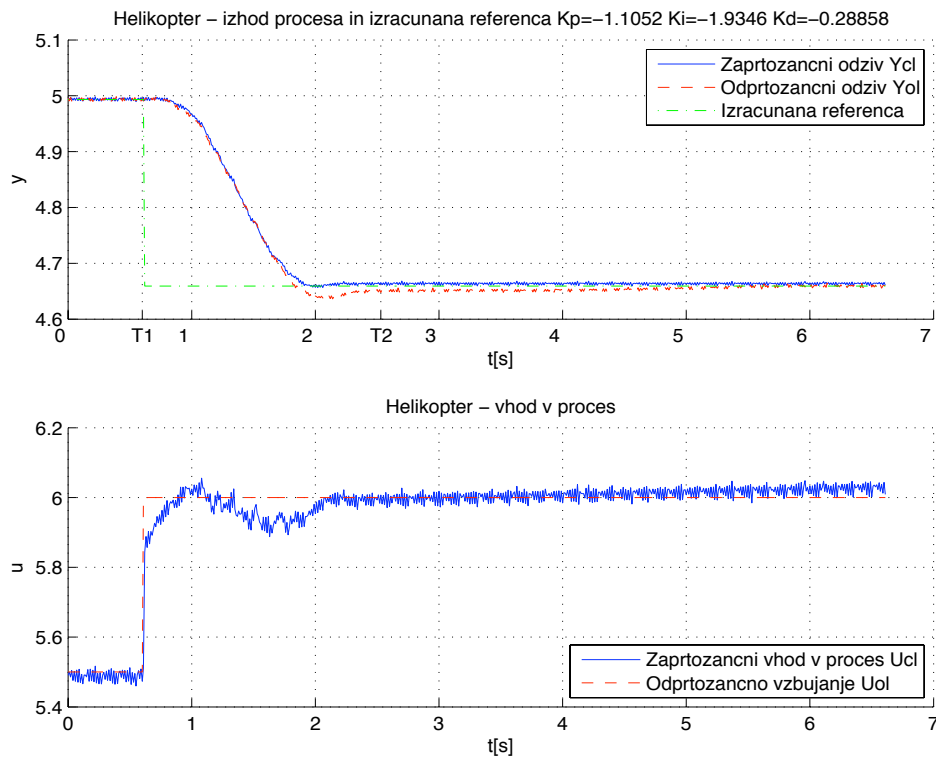 Helikopter − izhod procesa in izracunana referenca Kp=−1.1052 Ki=−1.9346 Kd=−0.28858
5.1
5
4.9
4.8
4.7
4.6
y
Zaprtozancni odziv Ycl
Odprtozancni odziv Yol
Izracunana referenca
0 T1 1 2 T2 3 4 5 6 7
t[s]
Helikopter − vhod v proces
6.2
6
5.8
5.6
5.4
u
Zaprtozancni vhod v proces Ucl
Odprtozancno vzbujanje Uol
0 1 2 3 4 5 6 7
t[s]